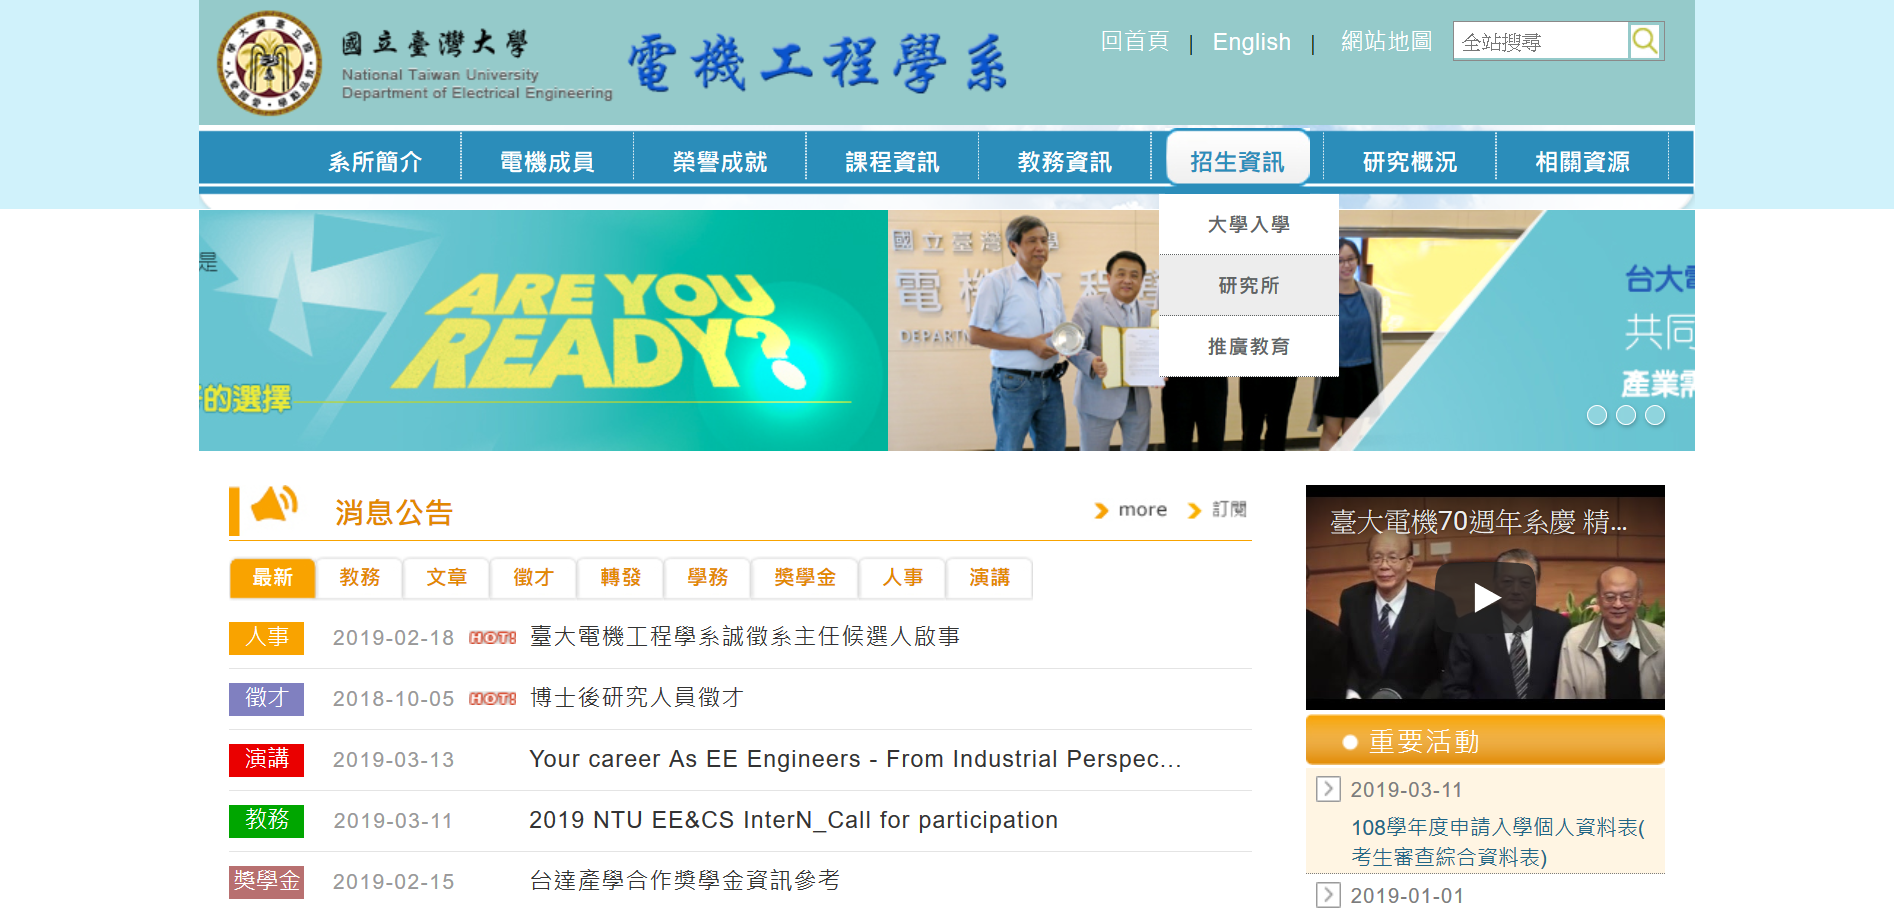 國立臺灣大學
National Taiwan University
Department of Electrical Engineering
電機工程學系
回首頁 | English | 網站地圖
全站搜尋
系所簡介 電機成員 榮譽成就 課程資訊 教務資訊 招生資訊 研究概況 相關資源
大學入學
研究所
推廣教育
是
ARE YOU
READY?
的選擇
國立臺灣
學
電機工程學
DEPARTM
台大電
共同
產業需
消息公告
more 訂閱
最新 教務 文章 徵才 轉發 學務 獎學金 人事 演講
人事 2019-02-18 HOT! 臺大電機工程學系誠徵系主任候選人啟事
徵才 2018-10-05 HOT! 博士後研究人員徵才
演講 2019-03-13 Your career As EE Engineers - From Industrial Perspec...
教務 2019-03-11 2019 NTU EE&CS InterN_Call for participation
獎學金 2019-02-15 台達產學合作獎學金資訊參考
臺大電機70週年系慶 精...
重要活動
2019-03-11
108學年度申請入學個人資料表(
考生審查綜合資料表)
2019-01-01